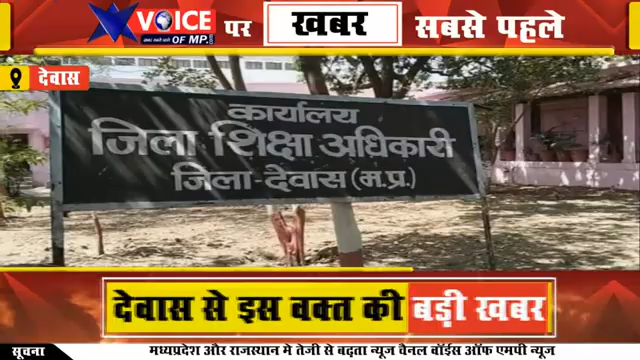 VOICE OF MP.COM पर खबर सबसे पहले
देवास
कार्यालय
जिला शिक्षा अधिकारी
जिला-देवास (म.प्र.)
देवास से इस वक्त की बड़ी खबर
सूचना मध्यप्रदेश और राजस्थान मे तेजी से बढ़ता न्यूज चैनल वॉईस ऑफ एमपी न्यूज